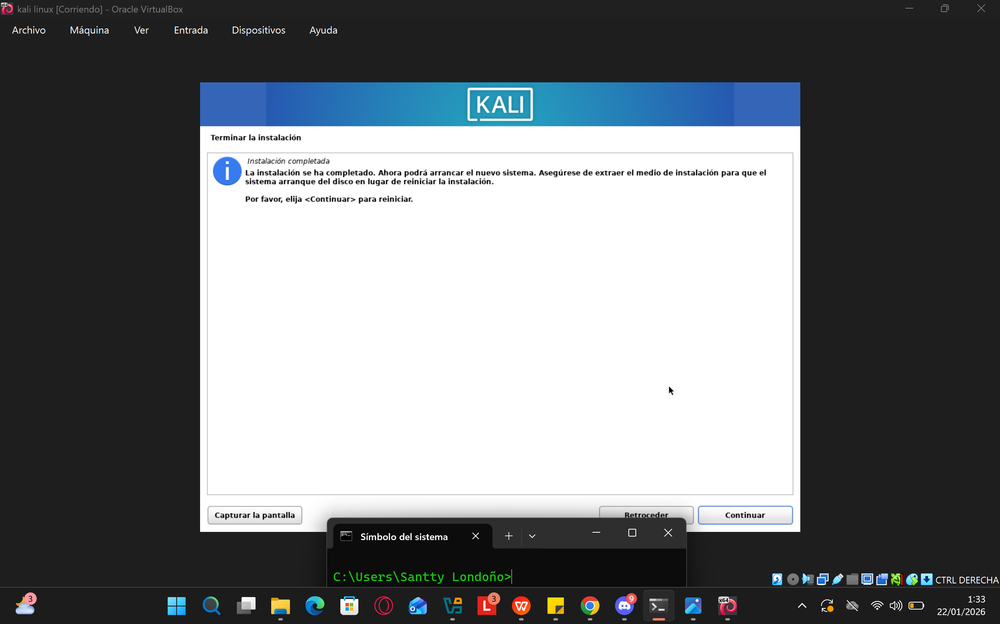 kali linux [Corriendo] - Oracle VirtualBox
Archivo Máquina Ver Entrada Dispositivos Ayuda
KALI
Terminar la instalación
Instalación completada
La instalación se ha completado. Ahora podrá arrancar el nuevo sistema. Asegúrese de extraer el medio de instalación para que el
sistema arranque del disco en lugar de reiniciar la instalación.
Por favor, elija <Continuar> para reiniciar.
Capturar la pantalla Retroceder Continuar
Símbolo del sistema
C:\Users\Santty Londoño>
CTRL DERECHA
3
3
9
x64
1:33
22/01/2026